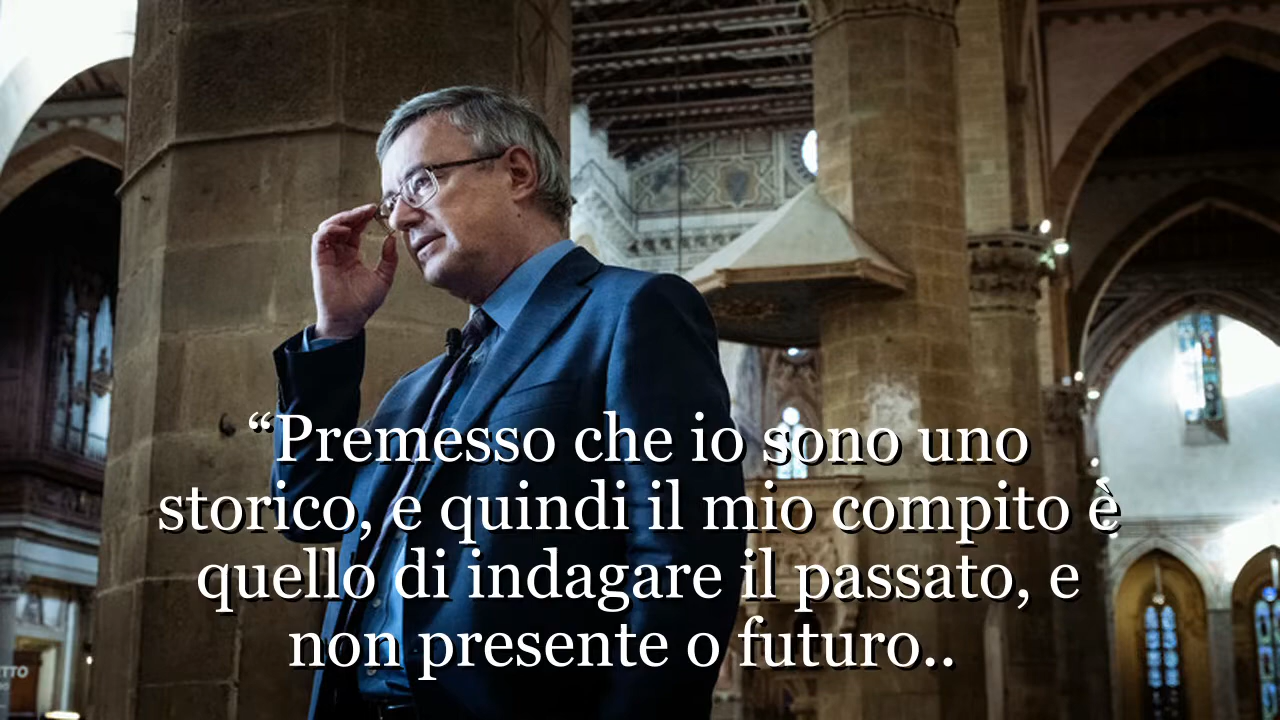 “Premesso che io sono uno
storico, e quindi il mio compito è
quello di indagare il passato, e
non presente o futuro..